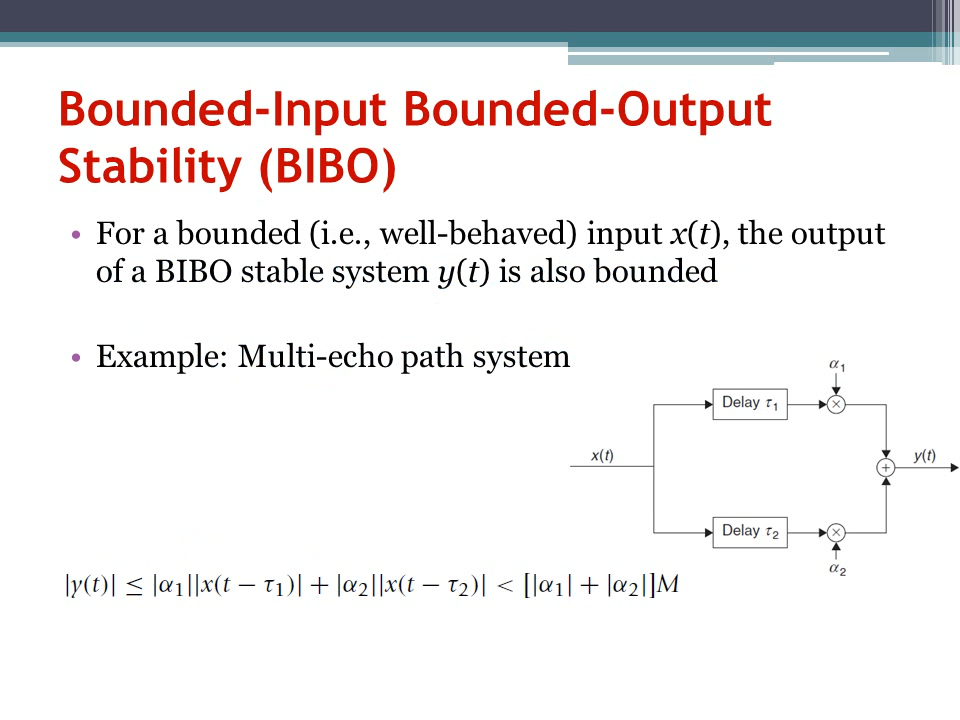 Bounded-Input Bounded-Output
Stability (BIBO)
• For a bounded (i.e., well-behaved) input x(t), the output
of a BIBO stable system y(t) is also bounded
• Example: Multi-echo path system
α1
Delay τ1
×
x(t)
+
y(t)
Delay τ2
×
α2
|y(t)| ≤ |α1||x(t − τ1)| + |α2||x(t − τ2)| < [|α1| + |α2|]M